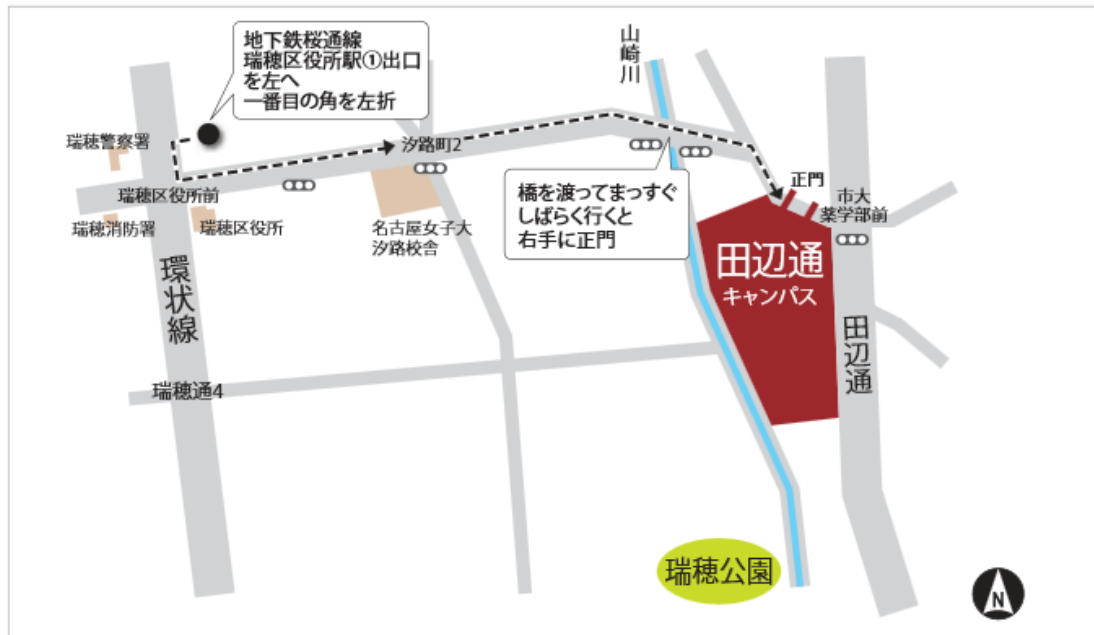 地下鉄桜通線
瑞穂区役所駅①出口
を左へ
一番目の角を左折
山崎川
瑞穂警察署
汐路町2
瑞穂区役所前
瑞穂消防署
瑞穂区役所
名古屋女子大
汐路校舎
橋を渡ってまっすぐ
しばらく行くと
右手に正門
正門
市大
薬学部前
田辺通
キャンパス
環状線
田辺通
瑞穂通4
瑞穂公園
N